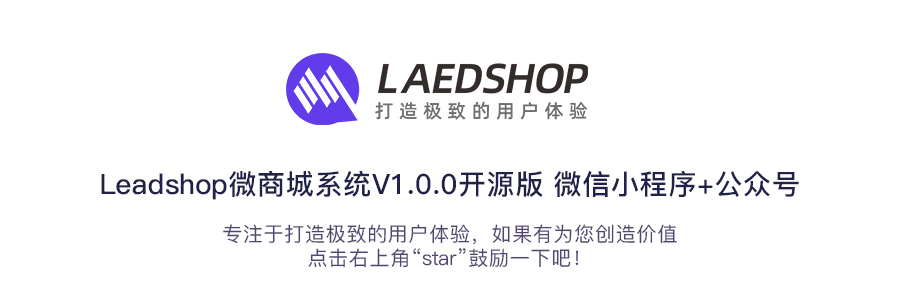 LAEDSHOP
打造极致的用户体验
Leadshop微商城系统V1.0.0开源版 微信小程序+公众号
专注于打造极致的用户体验，如果有为您创造价值
点击右上角“star”鼓励一下吧！